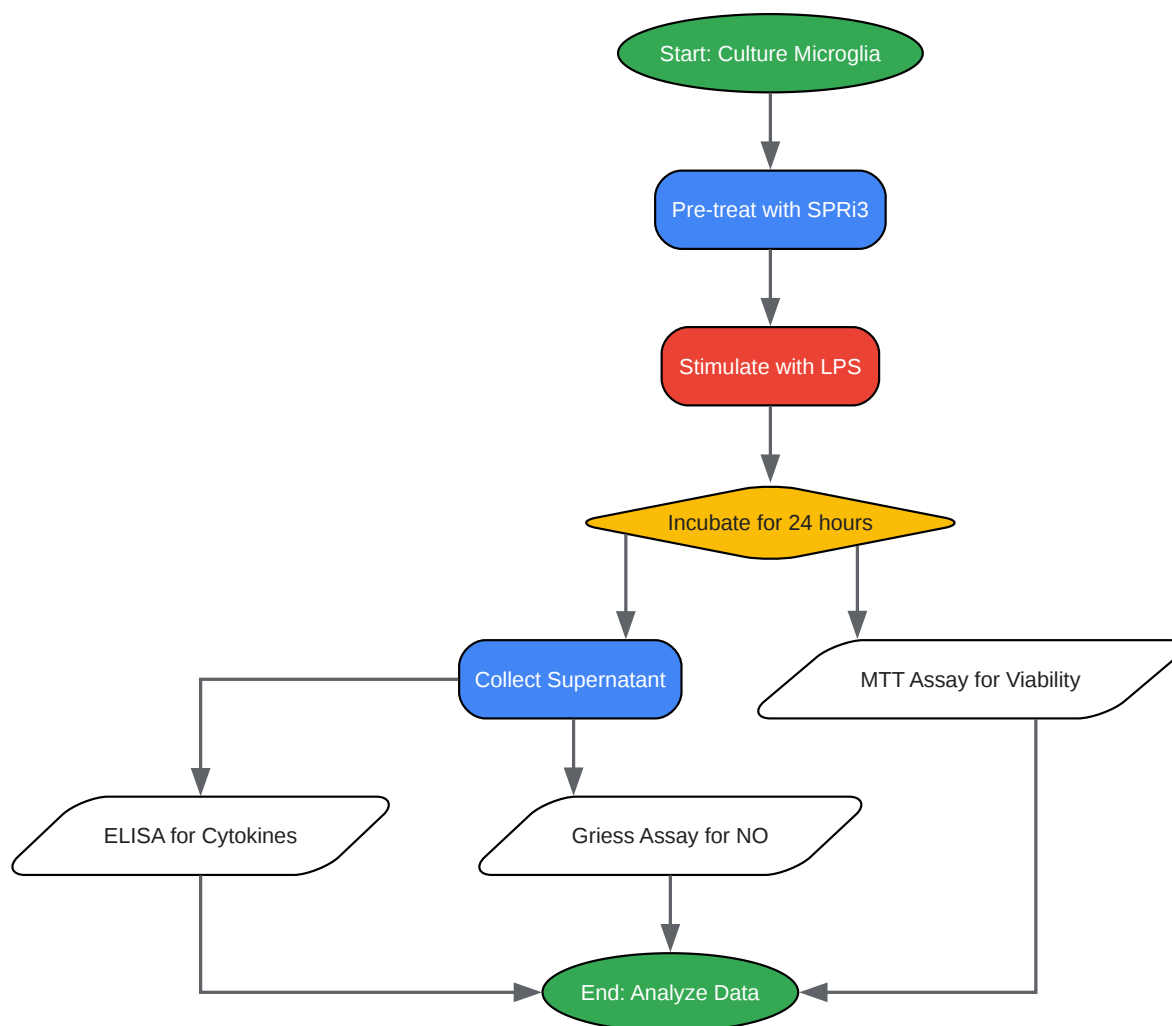 Start: Culture Microglia
Pre-treat with SPRi3
Stimulate with LPS
Incubate for 24 hours
Collect Supernatant
MTT Assay for Viability
ELISA for Cytokines
Griess Assay for NO
End: Analyze Data